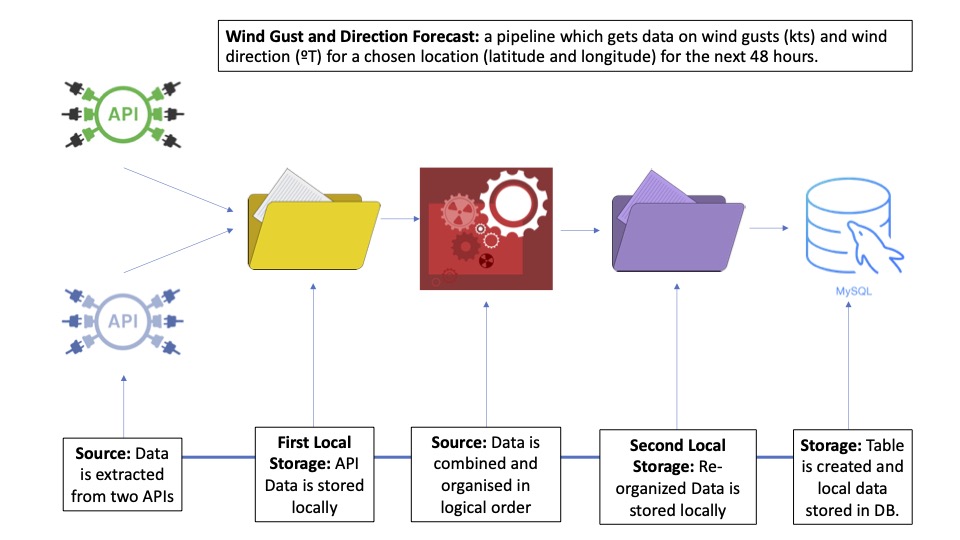 Wind Gust and Direction Forecast: a pipeline which gets data on wind gusts (kts) and wind
direction (ºT) for a chosen location (latitude and longitude) for the next 48 hours.
API
API
MySQL
Source: Data
is extracted
from two APIs
First Local
Storage: API
Data is stored
locally
Source: Data is
combined and
organised in
logical order
Second Local
Storage: Re-
organized Data is
stored locally
Storage: Table
is created and
local data
stored in DB.